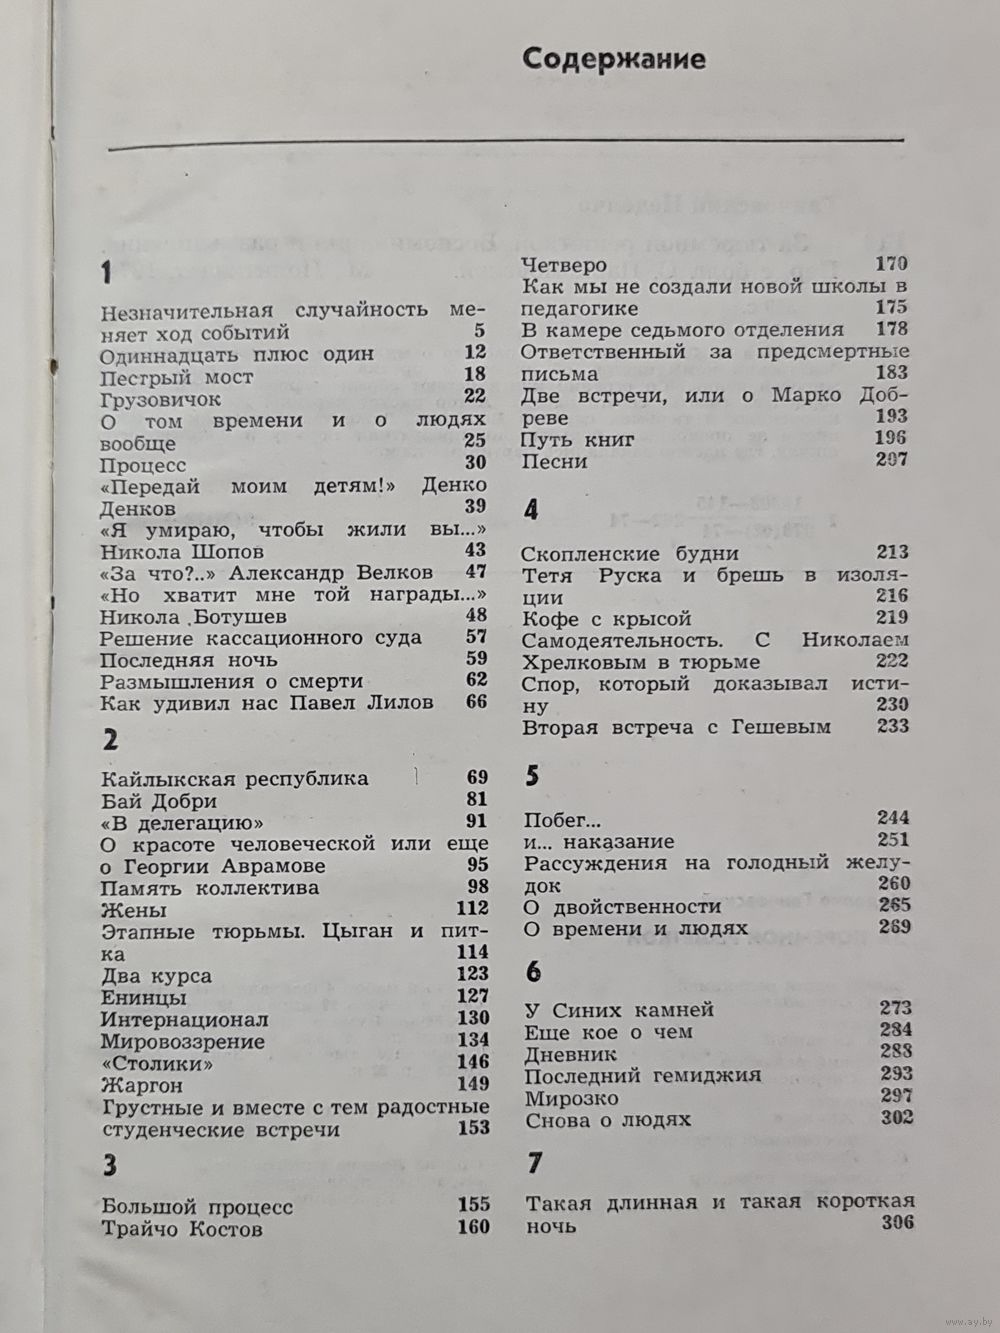 Содержание
1
Незначительная случайность ме-
няет ход событий 5
Одиннадцать плюс один 12
Пестрый мост 18
Грузовичок 22
О том времени и о людях
вообще 25
Процесс 30
«Передай моим детям!» Денко
Денков 39
«Я умираю, чтобы жили вы...»
Никола Шопов 43
«За что?..» Александр Велков 47
«Но хватит мне той награды...»
Никола Ботушев 48
Решение кассационного суда 57
Последняя ночь 59
Размышления о смерти 62
Как удивил нас Павел Лилов 66
2
Кайлыкская республика 69
Бай Добри 81
«В делегацию» 91
О красоте человеческой или еще
о Георгии Аврамове 95
Память коллектива 98
Жены 112
Этапные тюрьмы. Цыган и пит-
ка 114
Два курса 123
Енинцы 127
Интернационал 130
Мировоззрение 134
«Столики» 146
Жаргон 149
Грустные и вместе с тем радостные
студенческие встречи 153
3
Большой процесс 155
Трайчо Костов 160
Четверо 170
Как мы не создали новой школы в
педагогике 175
В камере седьмого отделения 178
Ответственный за предсмертные
письма 183
Две встречи, или о Марко Доб-
реве 193
Путь книг 196
Песни 207
4
Скопленские будни 213
Тетя Руска и брешь в изоля-
ции 216
Кофе с крысой 219
Самодеятельность. С Николаем
Хрелковым в тюрьме 222
Спор, который доказывал исти-
ну 230
Вторая встреча с Гешевым 233
5
Побег... 244
и... наказание 251
Рассуждения на голодный желу-
док 260
О двойственности 265
О времени и людях 269
6
У Синих камней 273
Еще кое о чем 284
Дневник 288
Последний гемиджия 293
Мирозко 297
Снова о людях 302
7
Такая длинная и такая короткая
ночь 306
www.ay.by